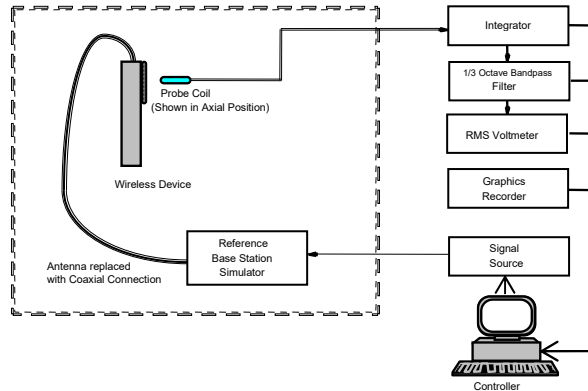 Integrator
1/3 Octave Bandpass
Filter
RMS Voltmeter
Graphics
Recorder
Probe Coil
(Shown in Axial Position)
Wireless Device
Reference
Base Station
Simulator
Antenna replaced
with Coaxial Connection
Signal
Source
Controller